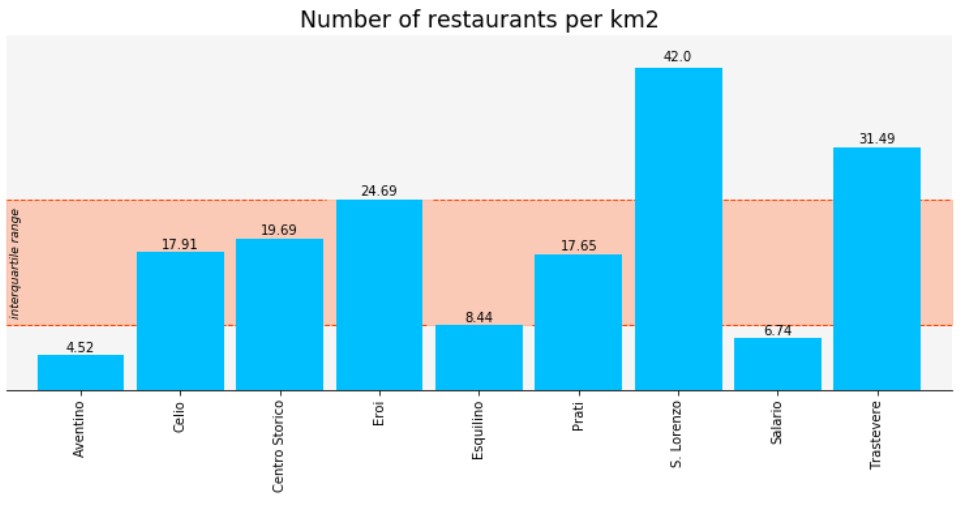 Number of restaurants per km2
42.0
31.49
24.69
19.69
17.91
17.65
8.44
6.74
4.52
interquartile range
Aventino
Celio
Centro Storico
Eroi
Esquilino
Prati
S. Lorenzo
Salario
Trastevere